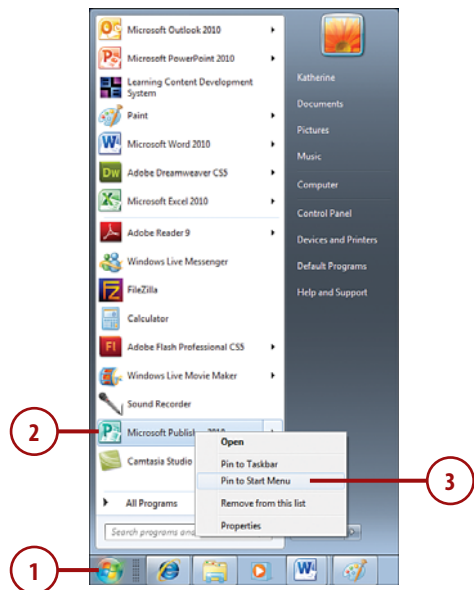 Microsoft Outlook 2010
Microsoft PowerPoint 2010
Learning Content Development
System
Paint
Microsoft Word 2010
Adobe Dreamweaver CS5
Microsoft Excel 2010
Adobe Reader 9
Windows Live Messenger
FileZilla
Calculator
Adobe Flash Professional CS5
Windows Live Movie Maker
Sound Recorder
2
Microsoft
Camtasia Studio
All Programs
Search programs and
Katherine
Documents
Pictures
Music
Computer
Control Panel
Devices and Printers
Default Programs
Help and Support
Open
Pin to Taskbar
Pin to Start Menu
3
Remove from this list
Properties
1